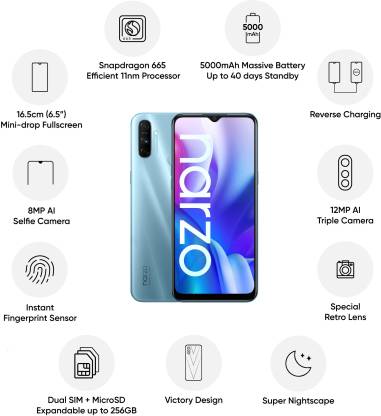 665
Snapdragon 665
Efficient 11nm Processor
5000
mAh
5000mAh Massive Battery
Up to 40 days Standby
16.5cm (6.5”)
Mini-drop Fullscreen
Reverse Charging
narzo
narzo
8MP AI
Selfie Camera
12MP AI
Triple Camera
Instant
Fingerprint Sensor
Special
Retro Lens
Dual SIM + MicroSD
Expandable up to 256GB
Victory Design
Super Nightscape